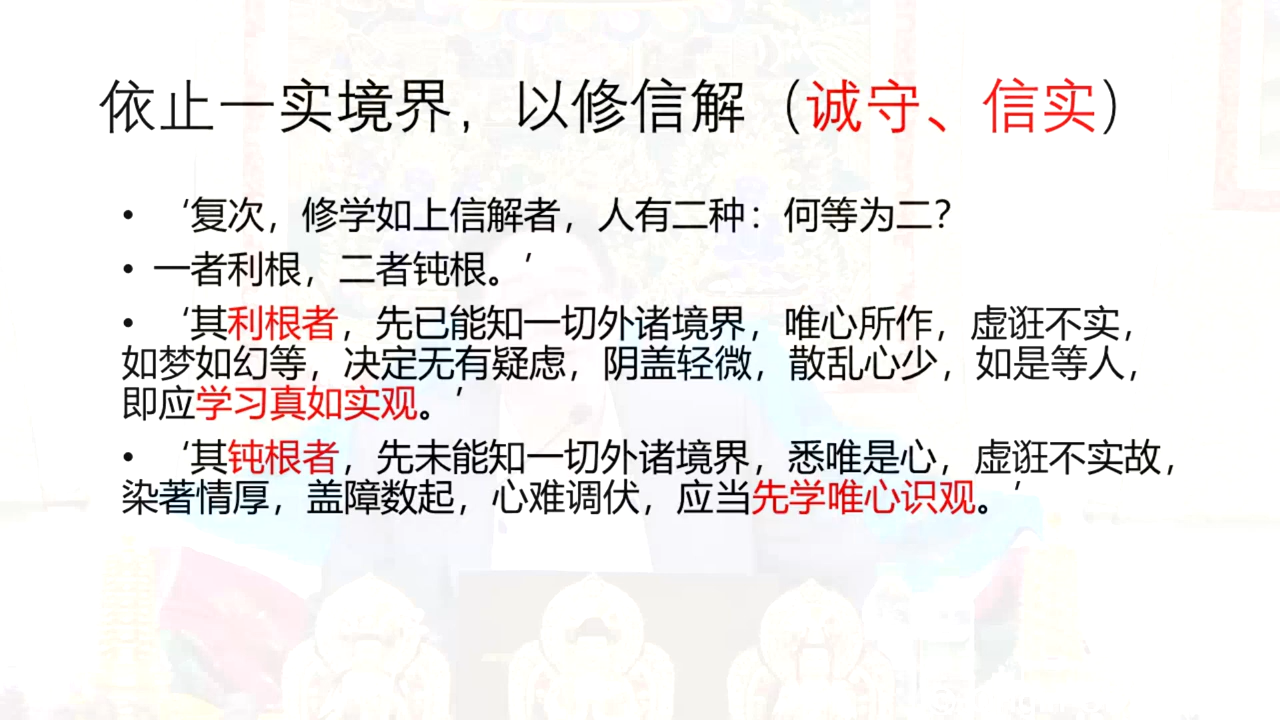 依止一实境界，以修信解（诚守、信实）
• ‘复次，修学如上信解者，人有二种：何等为二？
• 一者利根，二者钝根。’
• ‘其利根者，先已能知一切外诸境界，唯心所作，虚诳不实，
如梦如幻等，决定无有疑虑，阴盖轻微，散乱心少，如是等人，
即应学习真如实观。’
• ‘其钝根者，先未能知一切外诸境界，悉唯是心，虚诳不实故，
染著情厚，盖障数起，心难调伏，应当先学唯心识观。’